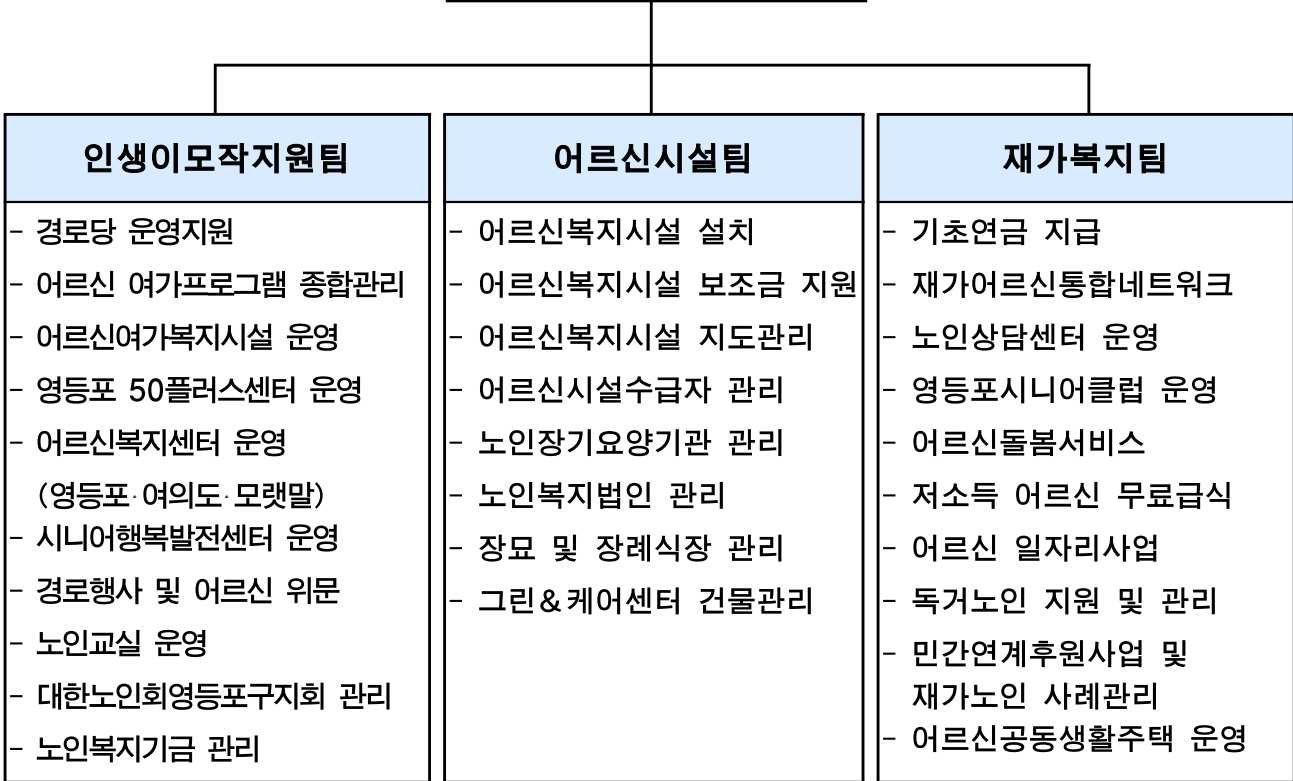 인생이모작지원팀
- 경로당 운영지원
- 어르신 여가프로그램 종합관리
- 어르신여가복지시설 운영
- 영등포 50플러스센터 운영
- 어르신복지센터 운영
(영등포·여의도·모랫말)
- 시니어행복발전센터 운영
- 경로행사 및 어르신 위문
- 노인교실 운영
- 대한노인회영등포구지회 관리
- 노인복지기금 관리
어르신시설팀
- 어르신복지시설 설치
- 어르신복지시설 보조금 지원
- 어르신복지시설 지도관리
- 어르신시설수급자 관리
- 노인장기요양기관 관리
- 노인복지법인 관리
- 장묘 및 장례식장 관리
- 그린&케어센터 건물관리
재가복지팀
- 기초연금 지급
- 재가어르신통합네트워크
- 노인상담센터 운영
- 영등포시니어클럽 운영
- 어르신돌봄서비스
- 저소득 어르신 무료급식
- 어르신 일자리사업
- 독거노인 지원 및 관리
- 민간연계후원사업 및
재가노인 사례관리
- 어르신공동생활주택 운영